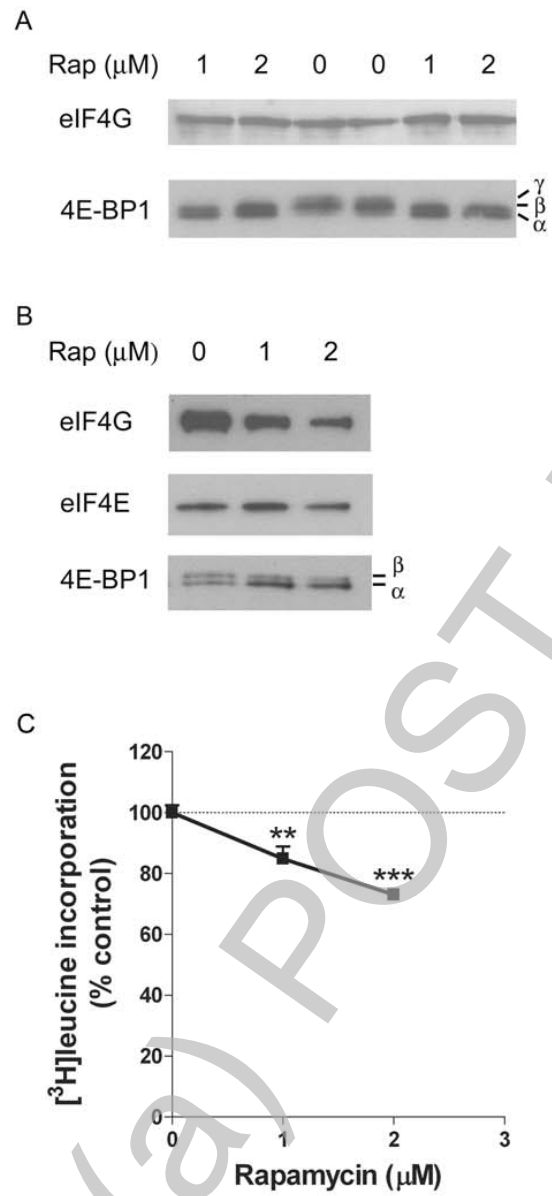 A
Rap (μM) 1 2 0 0 1 2
eIF4G
4E-BP1
γ
β
α
B
Rap (μM) 0 1 2
eIF4G
eIF4E
4E-BP1
β
α
C
[³H]leucine incorporation
(% control)
120
100
80
60
40
20
0
**
***
0 1 2 3
Rapamycin (μM)
(a) POST